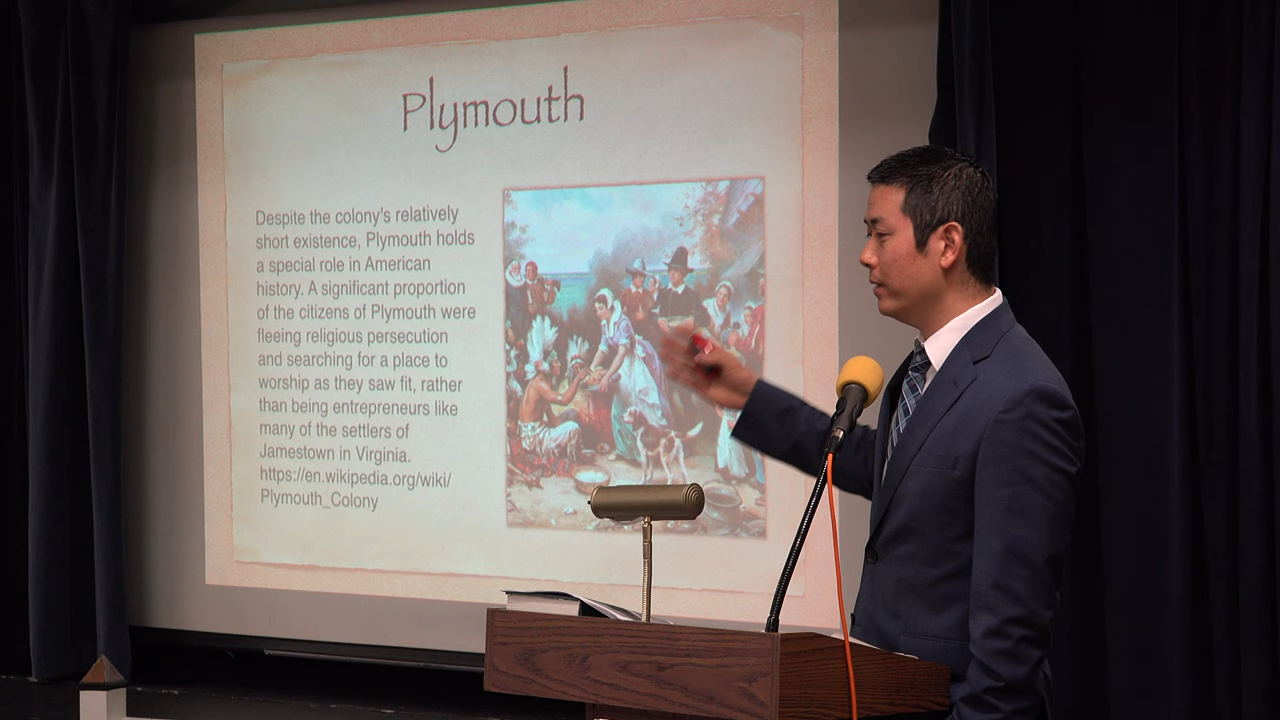 Plymouth
Despite the colony's relatively
short existence, Plymouth holds
a special role in American
history. A significant proportion
of the citizens of Plymouth were
fleeing religious persecution
and searching for a place to
worship as they saw fit, rather
than being entrepreneurs like
many of the settlers of
Jamestown in Virginia.
https://en.wikipedia.org/wiki/
Plymouth_Colony